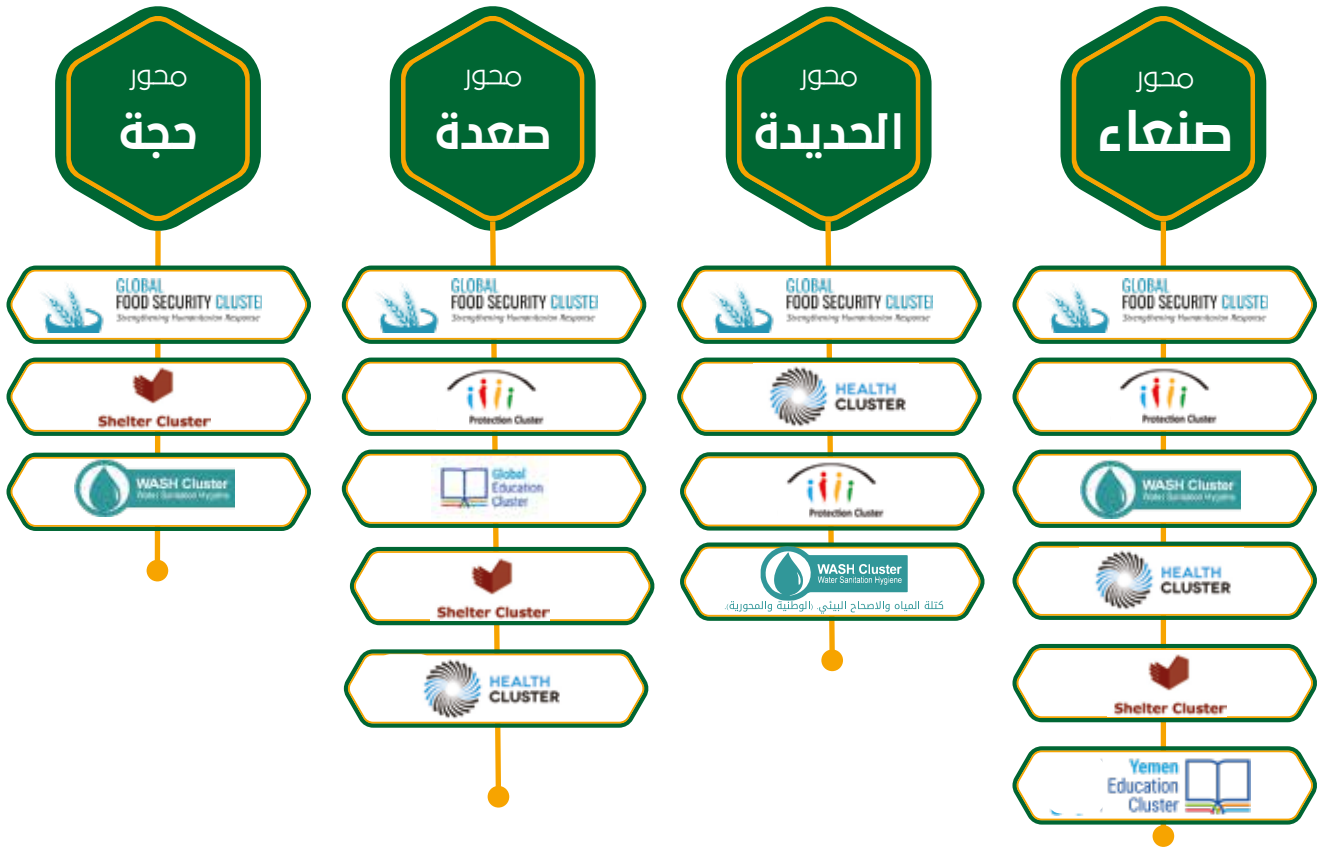 محور
صنعاء
GLOBAL
FOOD SECURITY CLUSTE
Strengthening Humanitarian Response
Protection Cluster
WASH Cluster
Water Sanitation Hygiene
HEALTH
CLUSTER
Shelter Cluster
Yemen
Education
Cluster
محور
الحديدة
GLOBAL
FOOD SECURITY CLUSTE
Strengthening Humanitarian Response
HEALTH
CLUSTER
Protection Cluster
WASH Cluster
Water Sanitation Hygiene
كتلة المياه والاصحاح البيئي. (الوطنية والمحورية).
محور
صعدة
GLOBAL
FOOD SECURITY CLUSTE
Strengthening Humanitarian Response
Protection Cluster
Global
Education
Cluster
Shelter Cluster
HEALTH
CLUSTER
محور
حجة
GLOBAL
FOOD SECURITY CLUSTE
Strengthening Humanitarian Response
Shelter Cluster
WASH Cluster
Water Sanitation Hygiene